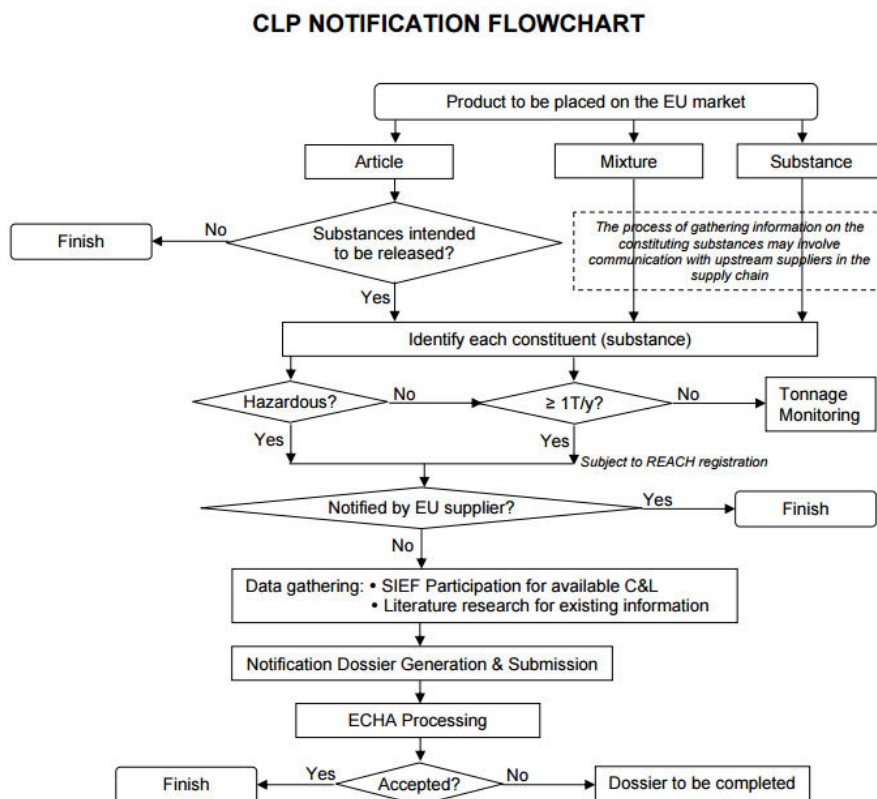 CLP NOTIFICATION FLOWCHART
Product to be placed on the EU market
Article
Mixture
Substance
Finish
No
Substances intended
to be released?
The process of gathering information on the
constituting substances may involve
communication with upstream suppliers in the
supply chain
Yes
Identify each constituent (substance)
Hazardous?
No
≥ 1T/y?
No
Tonnage
Monitoring
Yes
Yes
Subject to REACH registration
Notified by EU supplier?
Yes
Finish
No
Data gathering: • SIEF Participation for available C&L
• Literature research for existing information
Notification Dossier Generation & Submission
ECHA Processing
Finish
Yes
Accepted?
No
Dossier to be completed